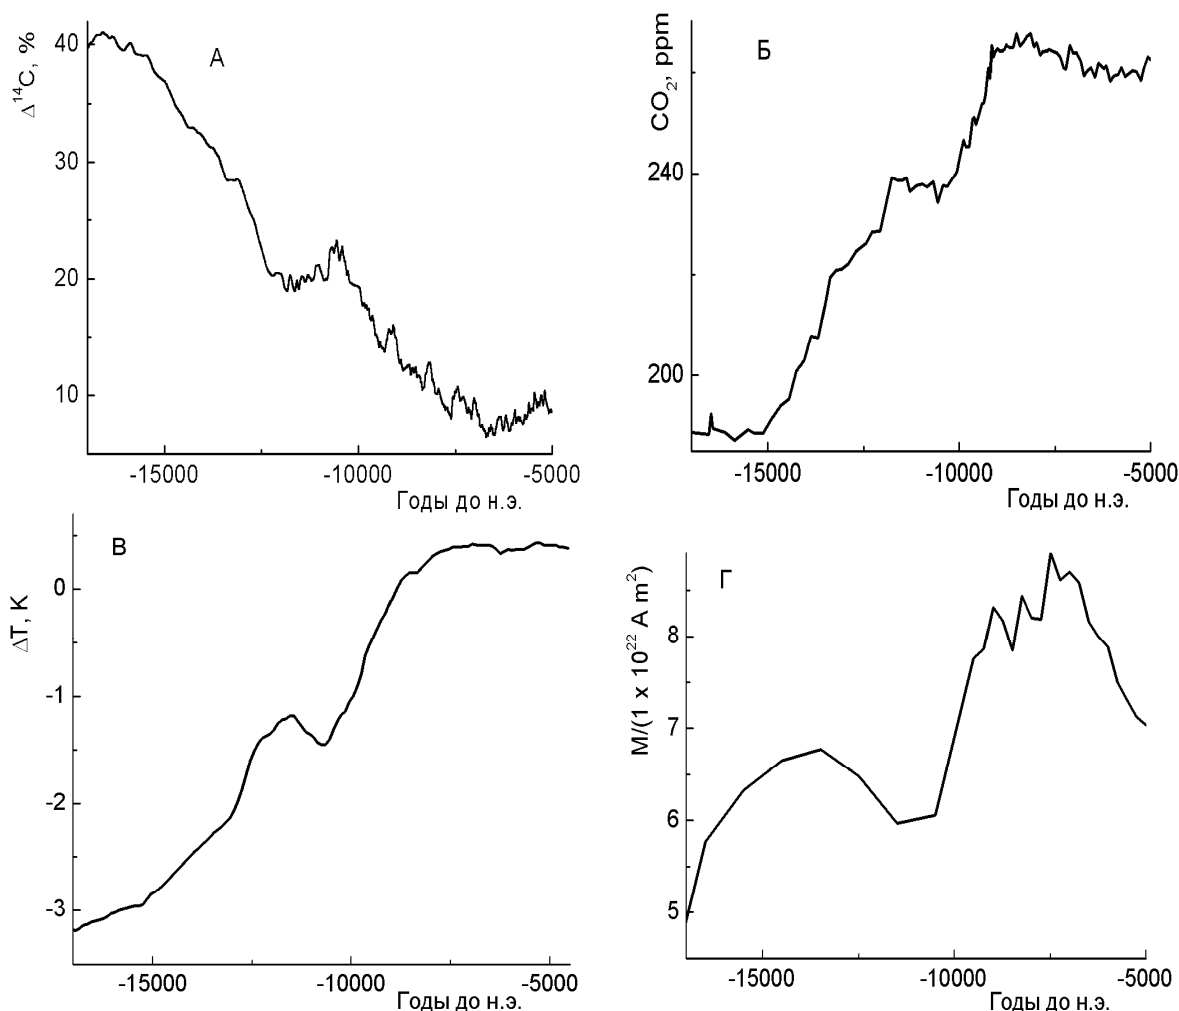 А
Δ¹⁴C, %
40
30
20
10
-15000
-10000
-5000
Годы до н.э.
Б
CO₂, ppm
240
200
-15000
-10000
-5000
Годы до н.э.
В
ΔT, K
0
-1
-2
-3
-15000
-10000
-5000
Годы до н.э.
Г
M/(1 x 10²² A m²)
8
7
6
5
-15000
-10000
-5000
Годы до н.э.